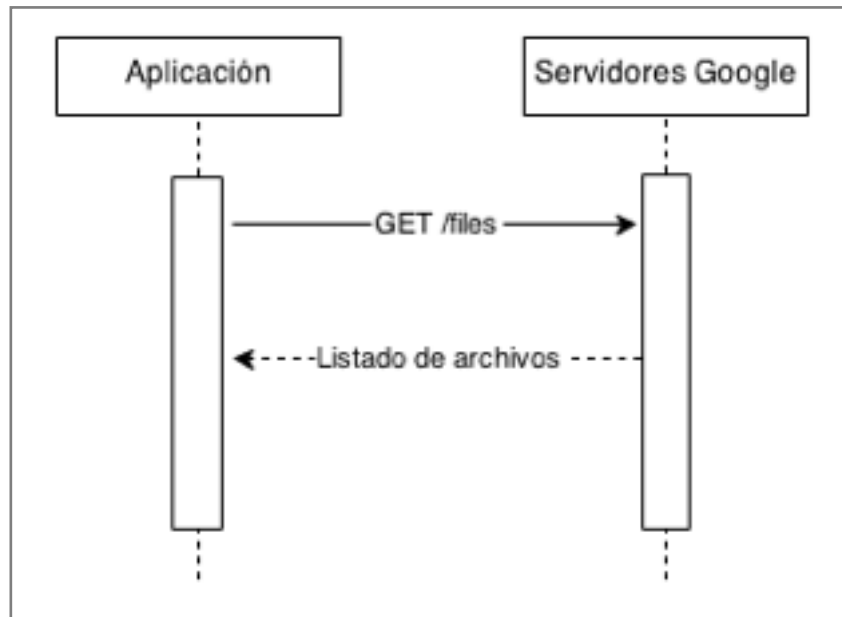 Aplicación
Servidores Google
GET /files
Listado de archivos